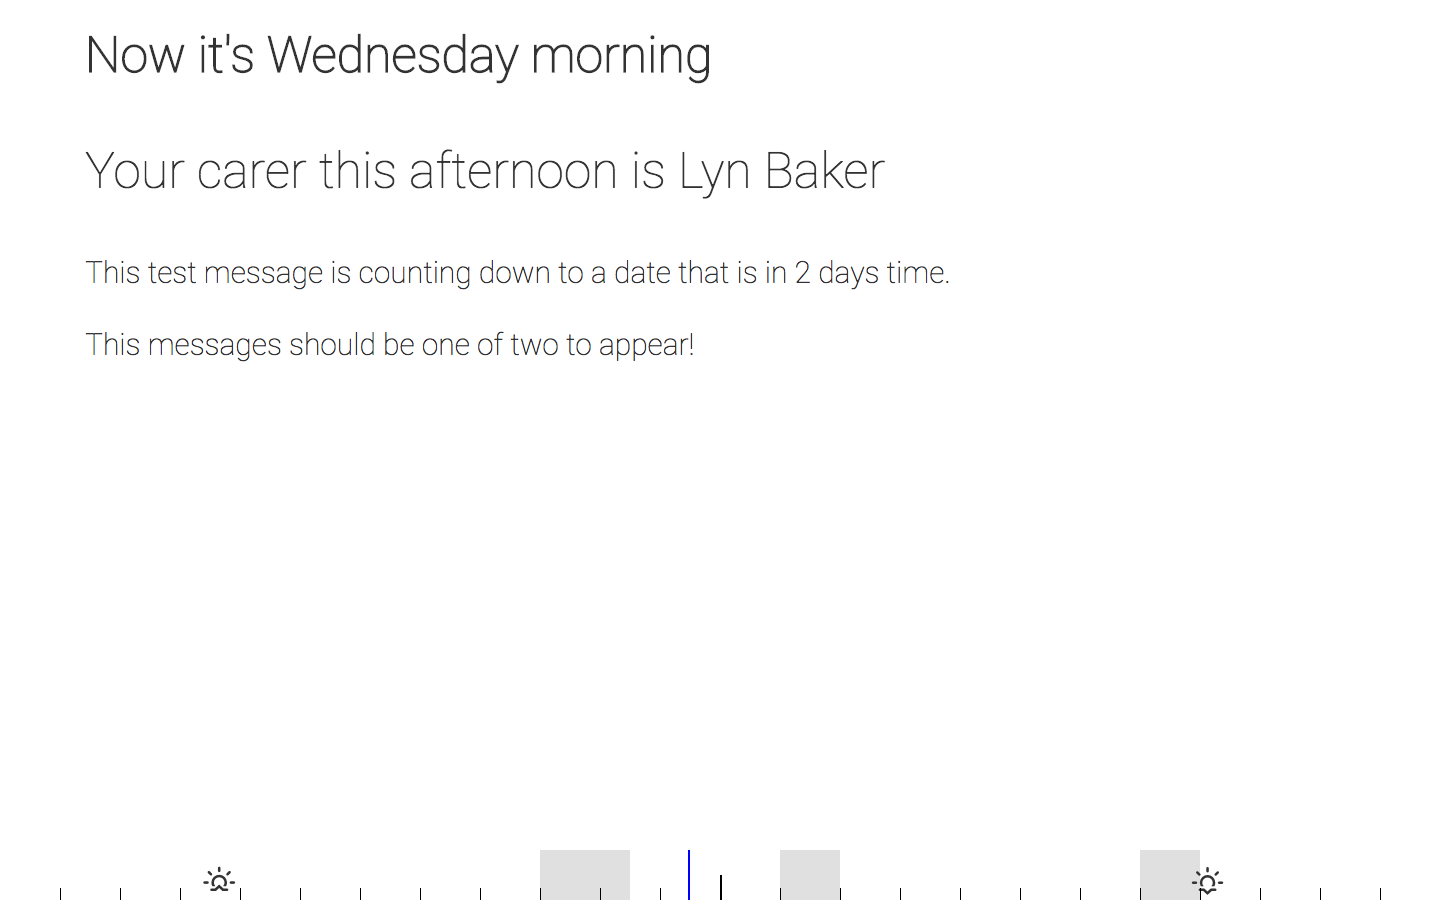 Now it's Wednesday morning
Your carer this afternoon is Lyn Baker
This test message is counting down to a date that is in 2 days time.
This messages should be one of two to appear!